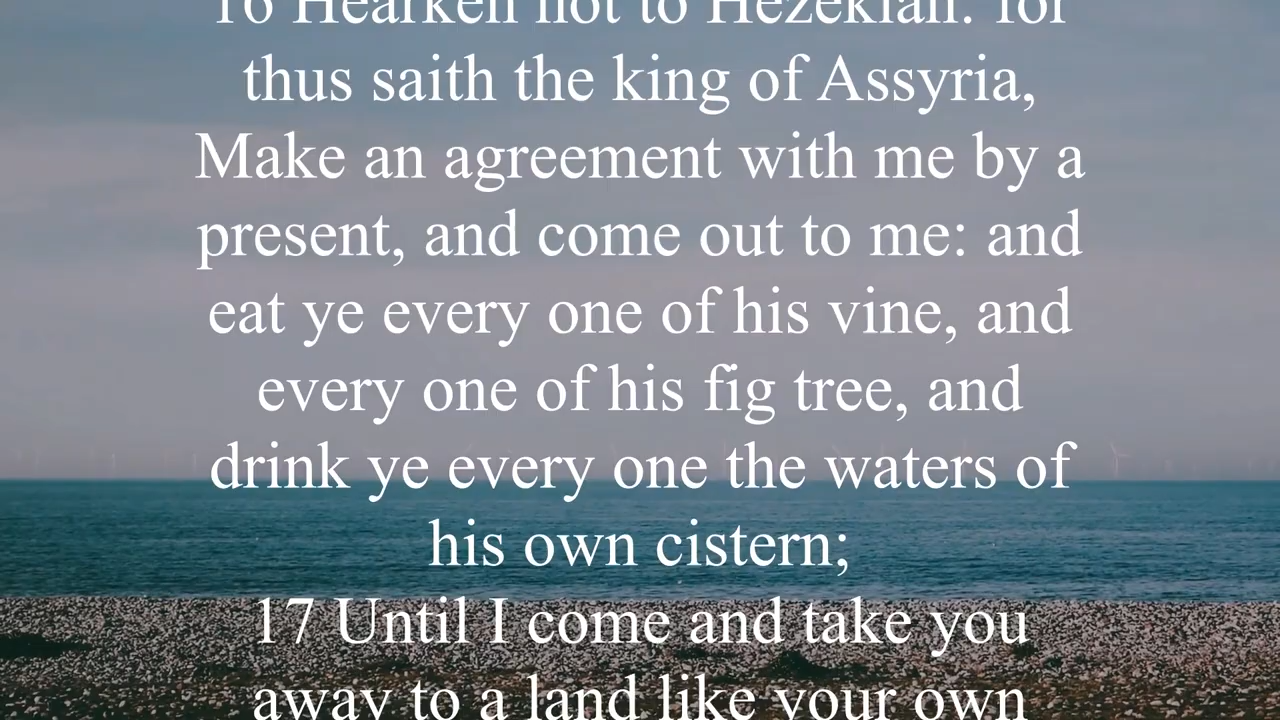 16 Hearken not to Hezekiah: for
thus saith the king of Assyria,
Make an agreement with me by a
present, and come out to me: and
eat ye every one of his vine, and
every one of his fig tree, and
drink ye every one the waters of
his own cistern;
17 Until I come and take you
away to a land like your own